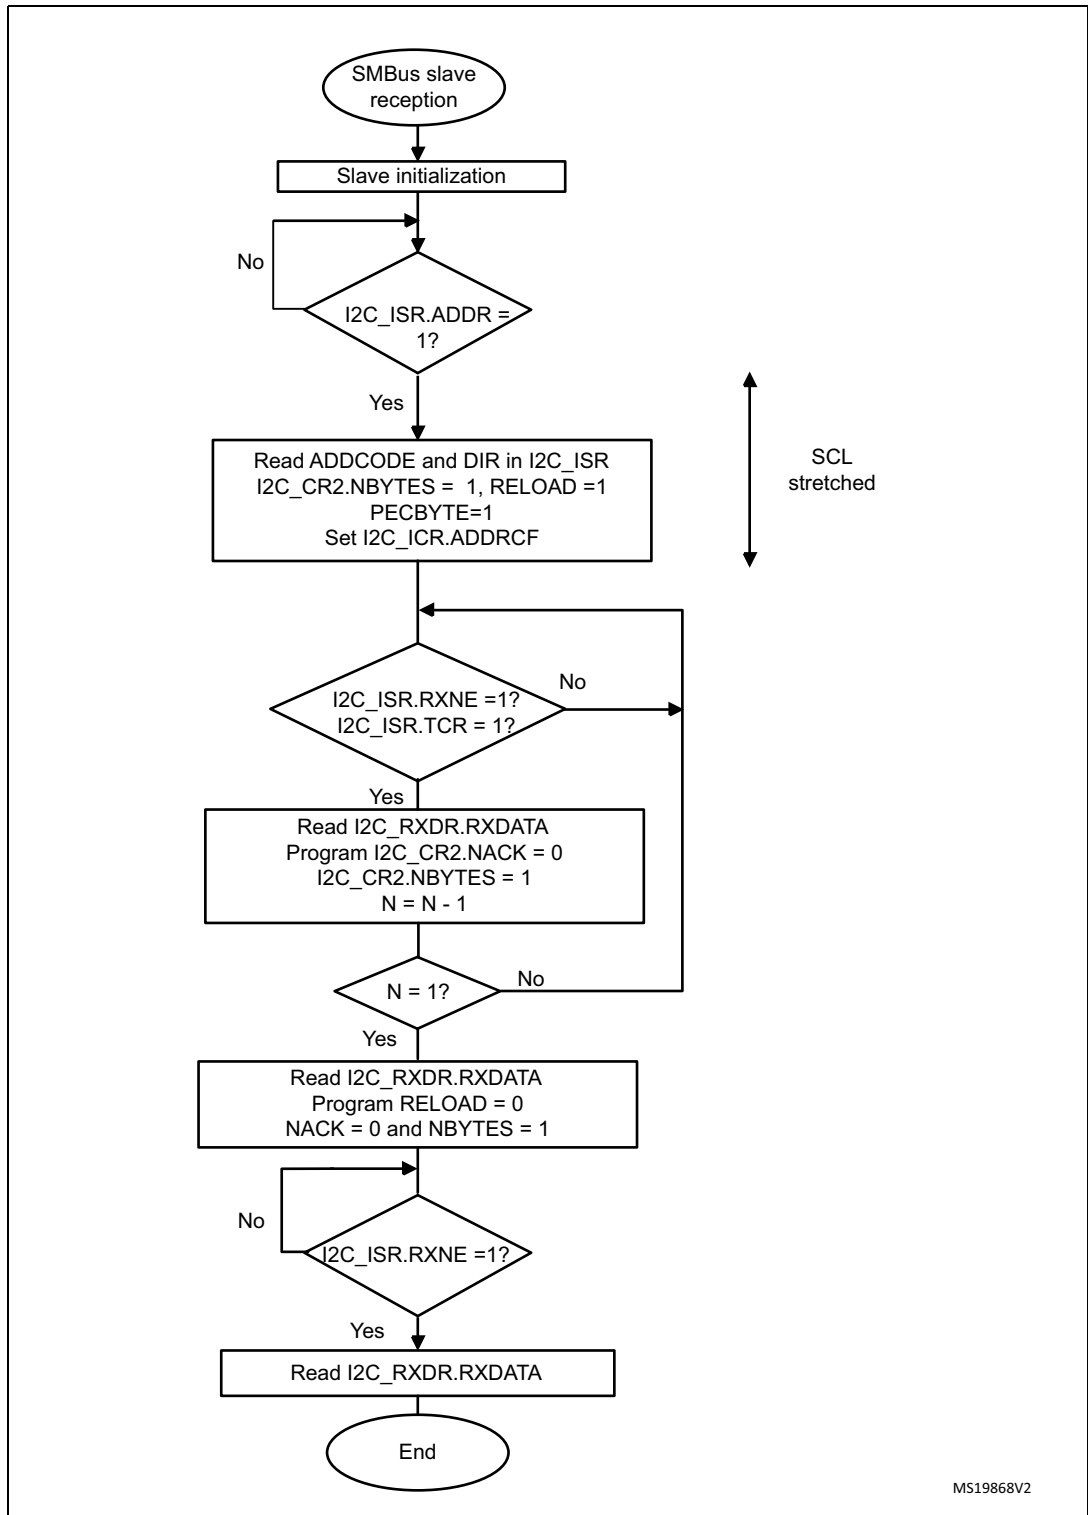 SMBus slave
reception
Slave initialization
No
I2C_ISR.ADDR =
1?
Yes
Read ADDCODE and DIR in I2C_ISR
I2C_CR2.NBYTES = 1, RELOAD =1
PECBYTE=1
Set I2C_ICR.ADDRCF
SCL
stretched
I2C_ISR.RXNE =1?
I2C_ISR.TCR = 1?
No
Yes
Read I2C_RXDR.RXDATA
Program I2C_CR2.NACK = 0
I2C_CR2.NBYTES = 1
N = N - 1
N = 1?
No
Yes
Read I2C_RXDR.RXDATA
Program RELOAD = 0
NACK = 0 and NBYTES = 1
No
I2C_ISR.RXNE =1?
Yes
Read I2C_RXDR.RXDATA
End
MS19868V2